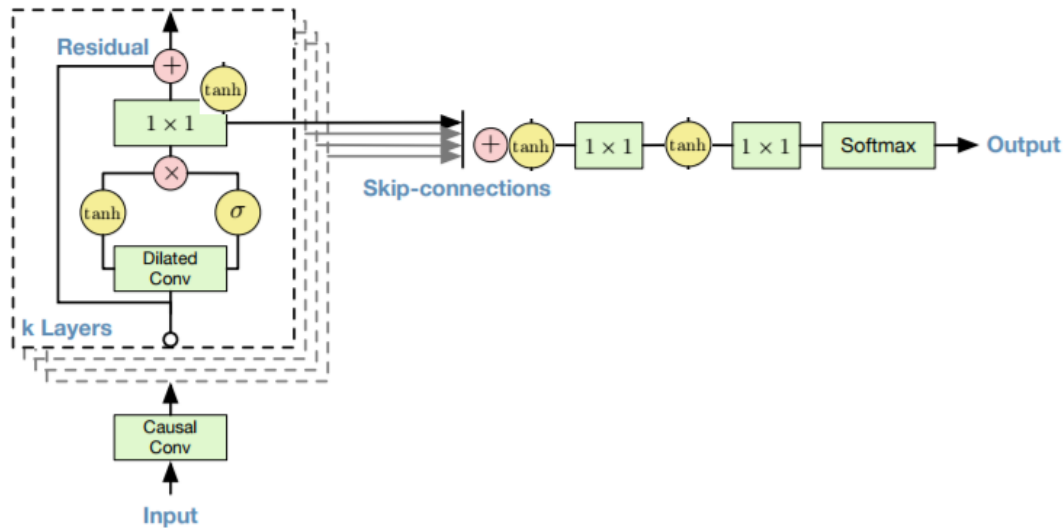 Residual
+
tanh
1 × 1
×
tanh
σ
Dilated
Conv
k Layers
Causal
Conv
Input
Skip-connections
+
tanh
1 × 1
tanh
1 × 1
Softmax
Output